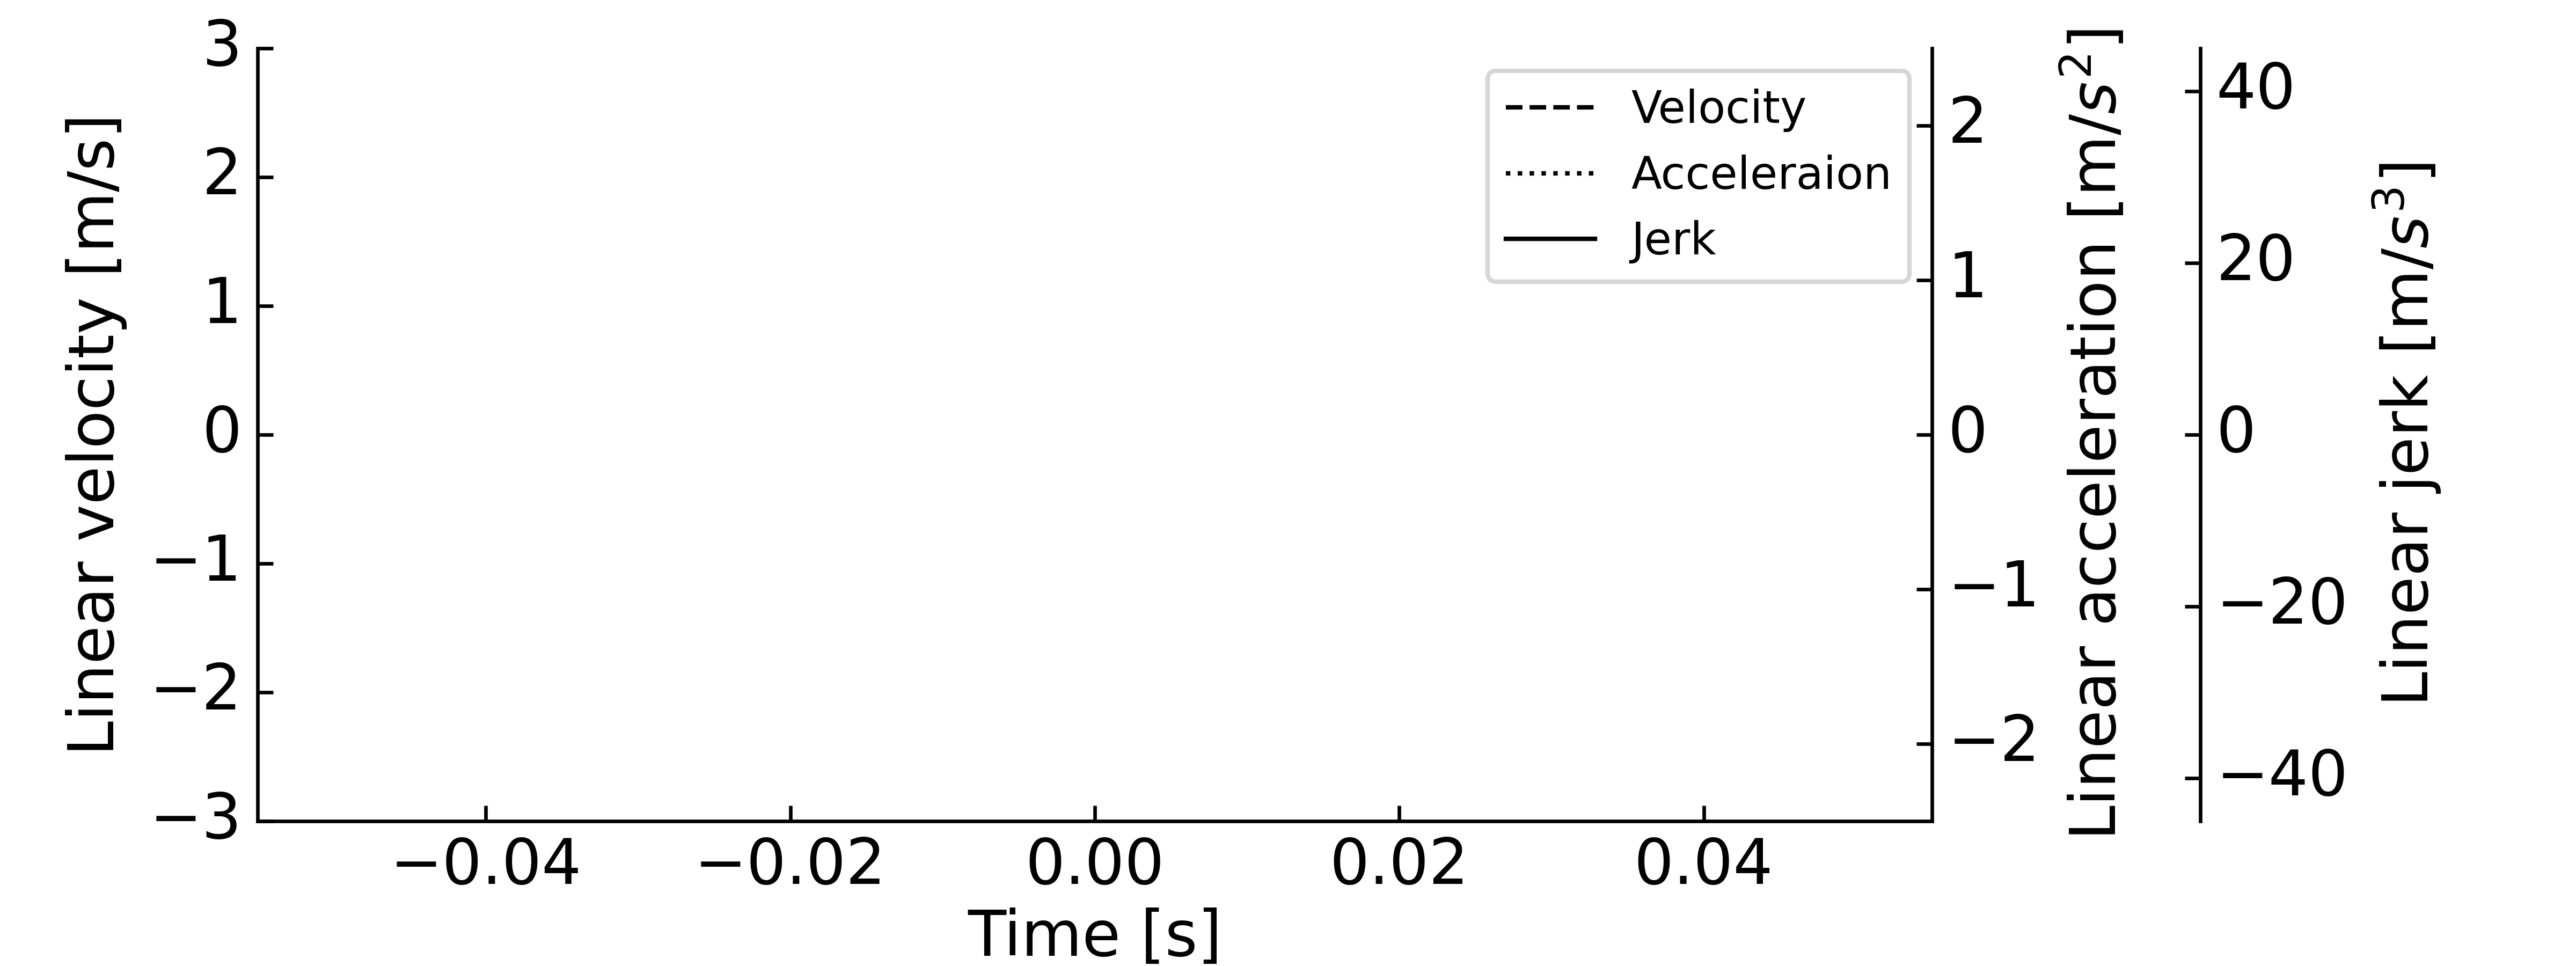 Linear velocity [m/s]
3
2
1
0
−1
−2
−3
−0.04 −0.02 0.00 0.02 0.04
Time [s]
Velocity
Acceleraion
Jerk
2
1
0
−1
−2
Linear acceleration [m/s²]
40
20
0
−20
−40
Linear jerk [m/s³]